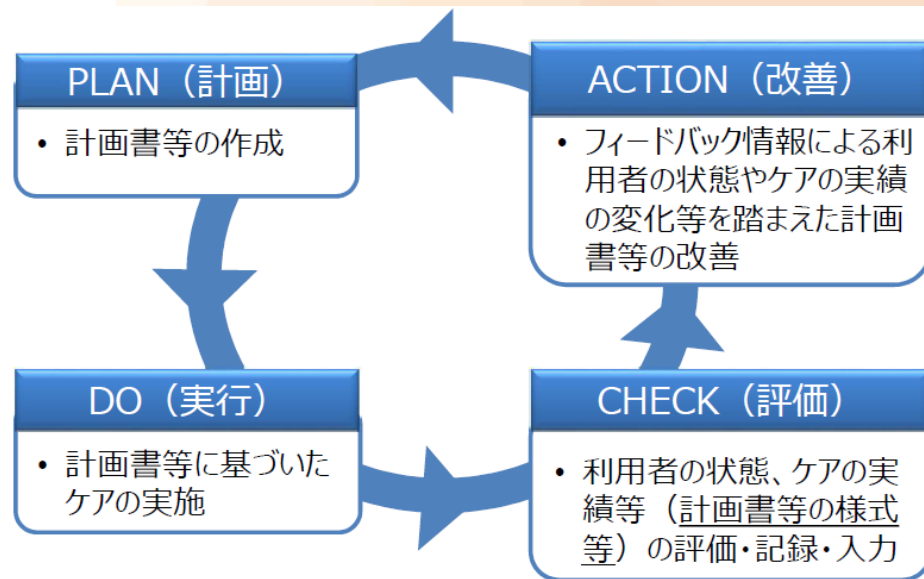 PLAN（計画）
• 計画書等の作成
ACTION（改善）
• フィードバック情報による利
用者の状態やケアの実績
の変化等を踏まえた計画
書等の改善
DO（実行）
• 計画書等に基づいた
ケアの実施
CHECK（評価）
• 利用者の状態、ケアの実
績等（計画書等の様式
等）の評価・記録・入力